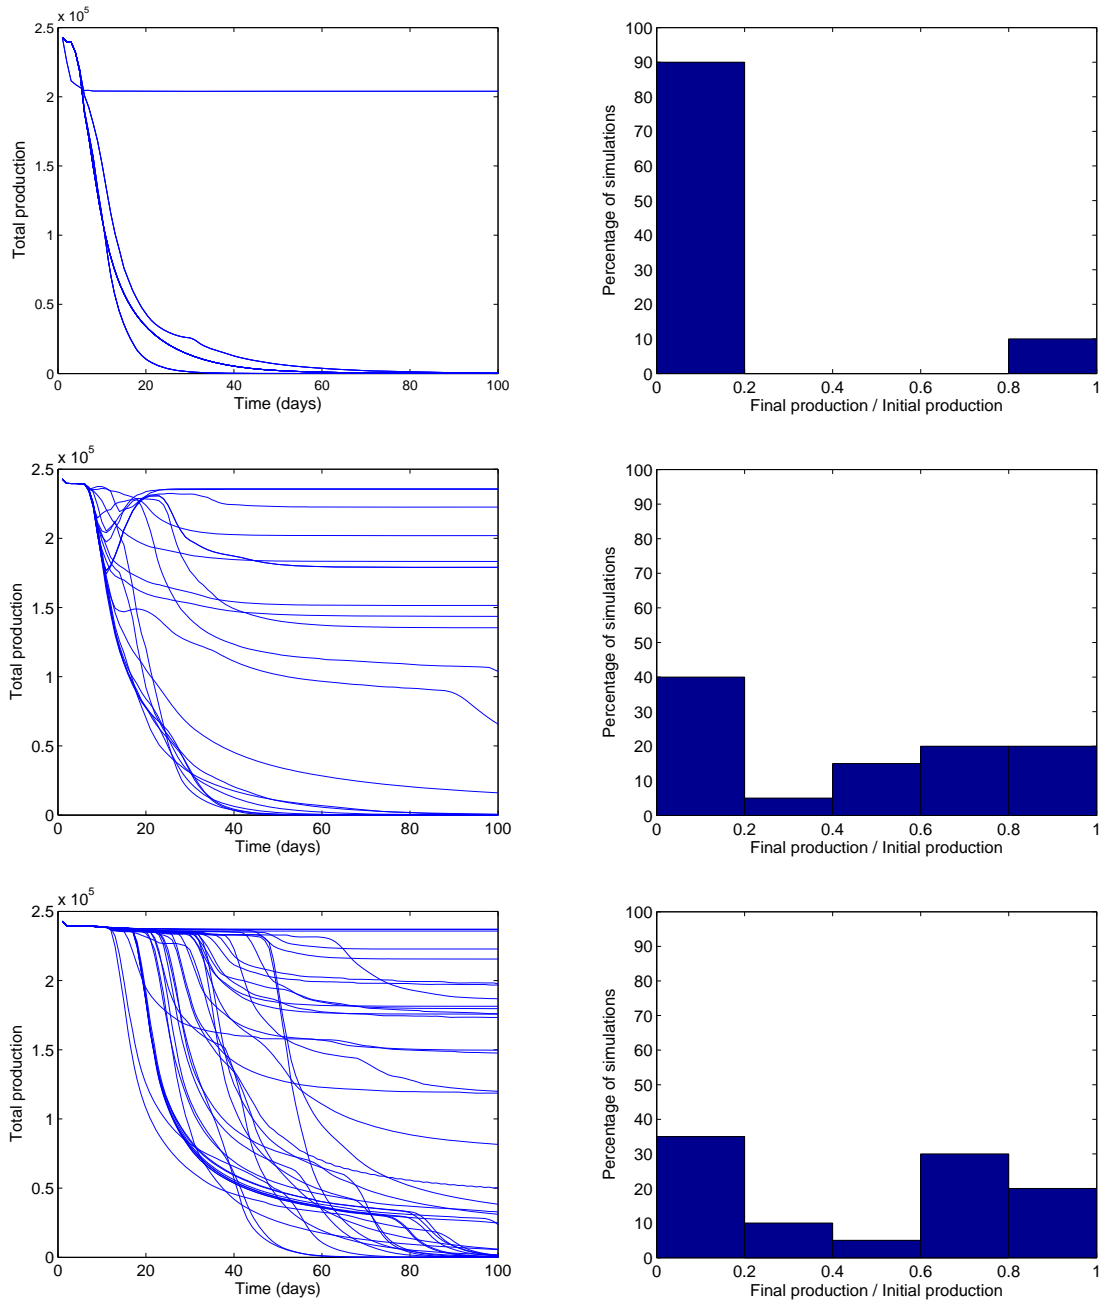 x 10^5
2.5
2
1.5
1
0.5
0
Total production
0 20 40 60 80 100
Time (days)
100
90
80
70
60
50
40
30
20
10
0
Percentage of simulations
0 0.2 0.4 0.6 0.8 1
Final production / Initial production
x 10^5
2.5
2
1.5
1
0.5
0
Total production
0 20 40 60 80 100
Time (days)
100
90
80
70
60
50
40
30
20
10
0
Percentage of simulations
0 0.2 0.4 0.6 0.8 1
Final production / Initial production
x 10^5
2.5
2
1.5
1
0.5
0
Total production
0 20 40 60 80 100
Time (days)
100
90
80
70
60
50
40
30
20
10
0
Percentage of simulations
0 0.2 0.4 0.6 0.8 1
Final production / Initial production